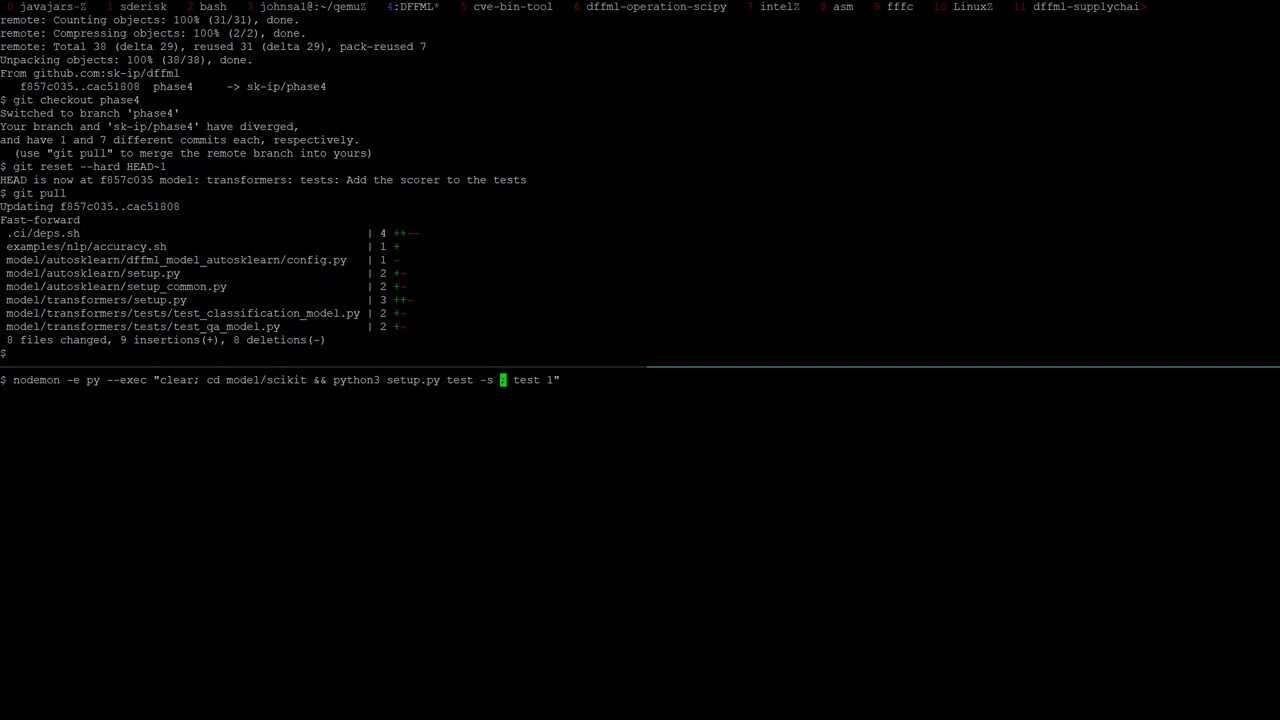 0 javajars-Z 1 sderisk 2 bash 3 johnsa1@:~/qemuZ 4:DFFML* 5 cve-bin-tool 6 dffml-operation-scipy 7 intelZ 8 asm 9 fffc 10 LinuxZ 11 dffml-supplychai>
remote: Counting objects: 100% (31/31), done.
remote: Compressing objects: 100% (2/2), done.
remote: Total 38 (delta 29), reused 31 (delta 29), pack-reused 7
Unpacking objects: 100% (38/38), done.
From github.com:sk-ip/dffml
f857c035..cac51808 phase4 -> sk-ip/phase4
$ git checkout phase4
Switched to branch 'phase4'
Your branch and 'sk-ip/phase4' have diverged,
and have 1 and 7 different commits each, respectively.
(use "git pull" to merge the remote branch into yours)
$ git reset --hard HEAD~1
HEAD is now at f857c035 model: transformers: tests: Add the scorer to the tests
$ git pull
Updating f857c035..cac51808
Fast-forward
.ci/deps.sh | 4 ++--
examples/nlp/accuracy.sh | 1 +
model/autosklearn/dffml_model_autosklearn/config.py | 1 -
model/autosklearn/setup.py | 2 +-
model/autosklearn/setup_common.py | 2 +-
model/transformers/setup.py | 3 ++-
model/transformers/tests/test_classification_model.py | 2 +-
model/transformers/tests/test_qa_model.py | 2 +-
8 files changed, 9 insertions(+), 8 deletions(-)
$
$ nodemon -e py --exec "clear; cd model/scikit && python3 setup.py test -s ; test 1"